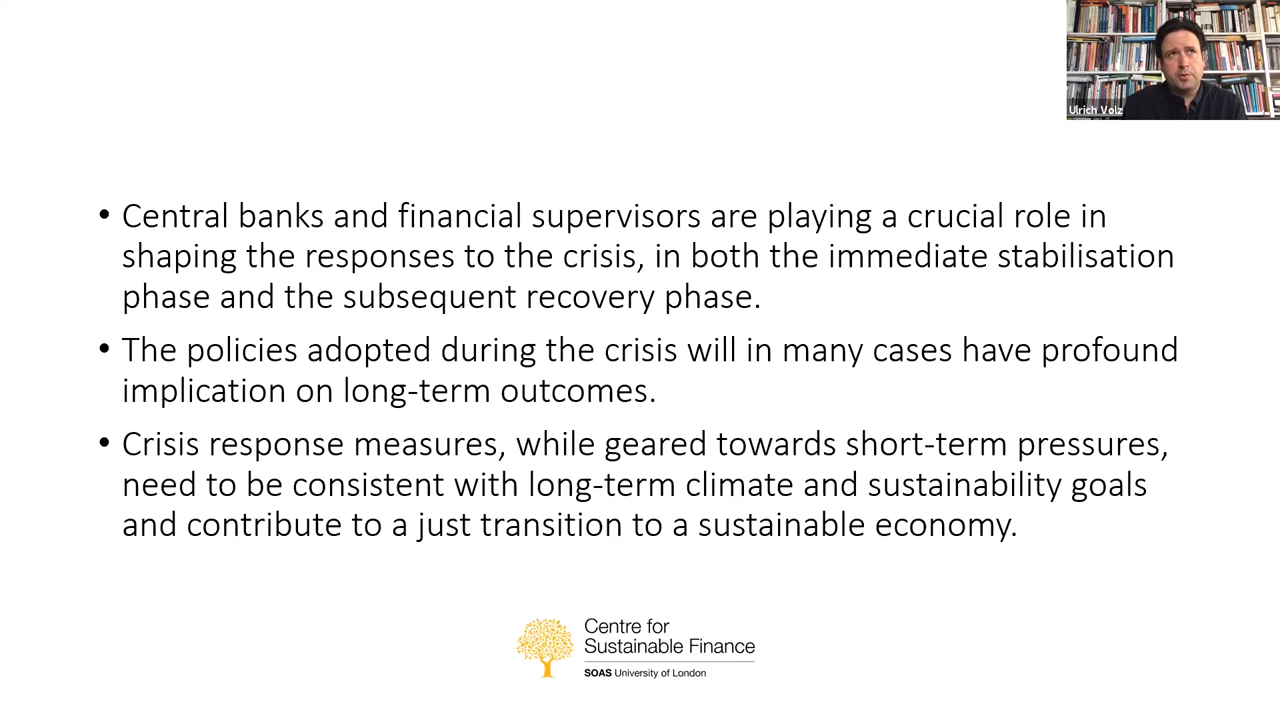 Ulrich Volz
• Central banks and financial supervisors are playing a crucial role in
shaping the responses to the crisis, in both the immediate stabilisation
phase and the subsequent recovery phase.
• The policies adopted during the crisis will in many cases have profound
implication on long-term outcomes.
• Crisis response measures, while geared towards short-term pressures,
need to be consistent with long-term climate and sustainability goals
and contribute to a just transition to a sustainable economy.
Centre for
Sustainable Finance
SOAS University of London